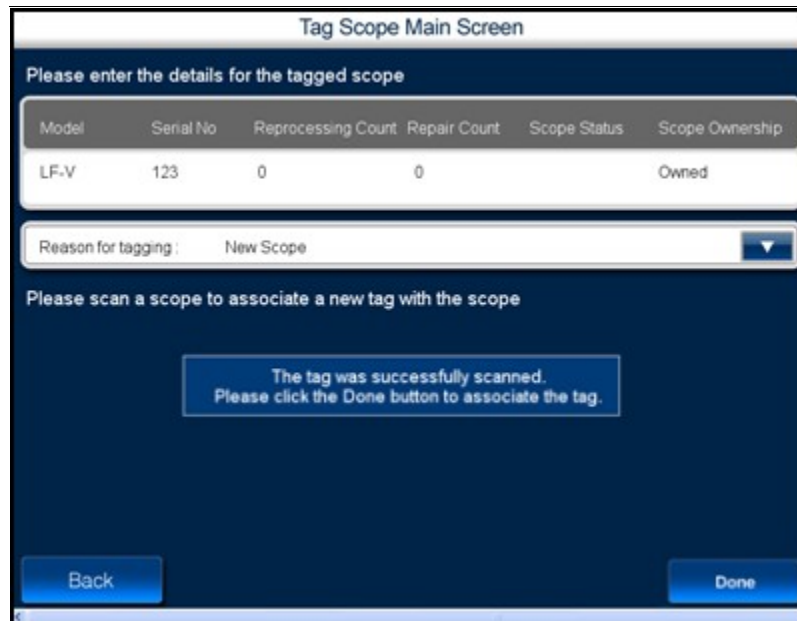 Tag Scope Main Screen
Please enter the details for the tagged scope
Model Serial No Reprocessing Count Repair Count Scope Status Scope Ownership
LF-V 123 0 0 Owned
Reason for tagging : New Scope
Please scan a scope to associate a new tag with the scope
The tag was successfully scanned.
Please click the Done button to associate the tag.
Back Done